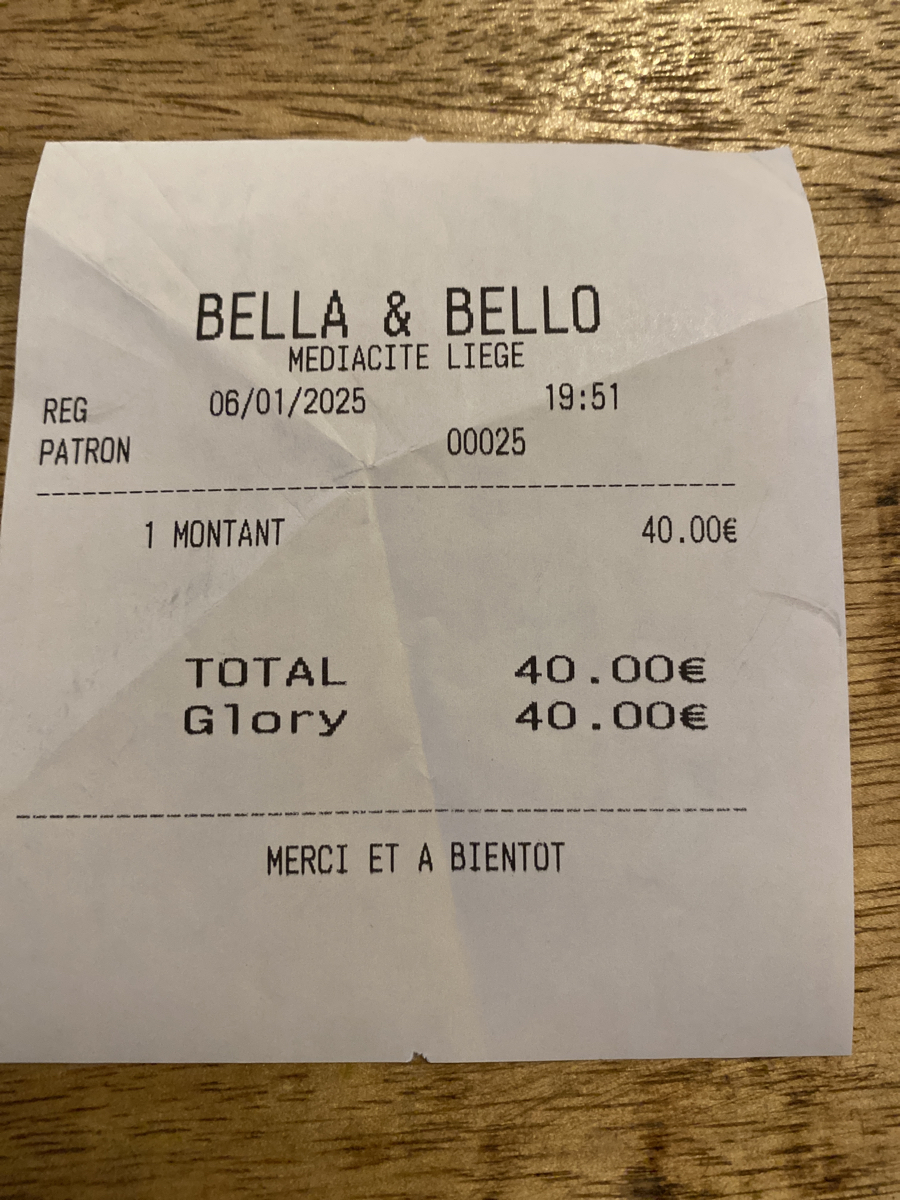 BELLA & BELLO
MEDIACITE LIEGE
REG 06/01/2025 19:51
PATRON 00025
1 MONTANT 40.00€
TOTAL 40.00€
Glory 40.00€
MERCI ET A BIENTOT